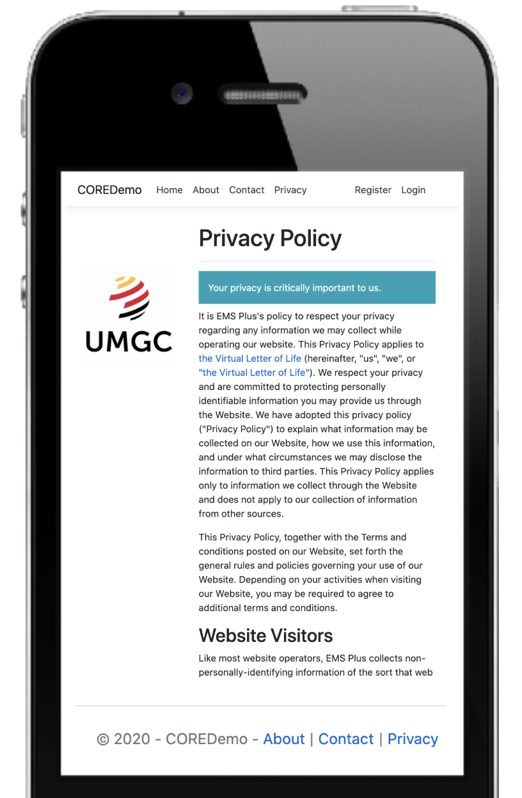 COREDemo Home About Contact Privacy Register Login
Privacy Policy
UMGC
Your privacy is critically important to us.
It is EMS Plus's policy to respect your privacy
regarding any information we may collect while
operating our website. This Privacy Policy applies to
the Virtual Letter of Life (hereinafter, "us", "we", or
"the Virtual Letter of Life"). We respect your privacy
and are committed to protecting personally
identifiable information you may provide us through
the Website. We have adopted this privacy policy
("Privacy Policy") to explain what information may be
collected on our Website, how we use this information,
and under what circumstances we may disclose the
information to third parties. This Privacy Policy applies
only to information we collect through the Website
and does not apply to our collection of information
from other sources.
This Privacy Policy, together with the Terms and
conditions posted on our Website, set forth the
general rules and policies governing your use of our
Website. Depending on your activities when visiting
our Website, you may be required to agree to
additional terms and conditions.
Website Visitors
Like most website operators, EMS Plus collects non-
personally-identifying information of the sort that web
© 2020 - COREDemo - About | Contact | Privacy